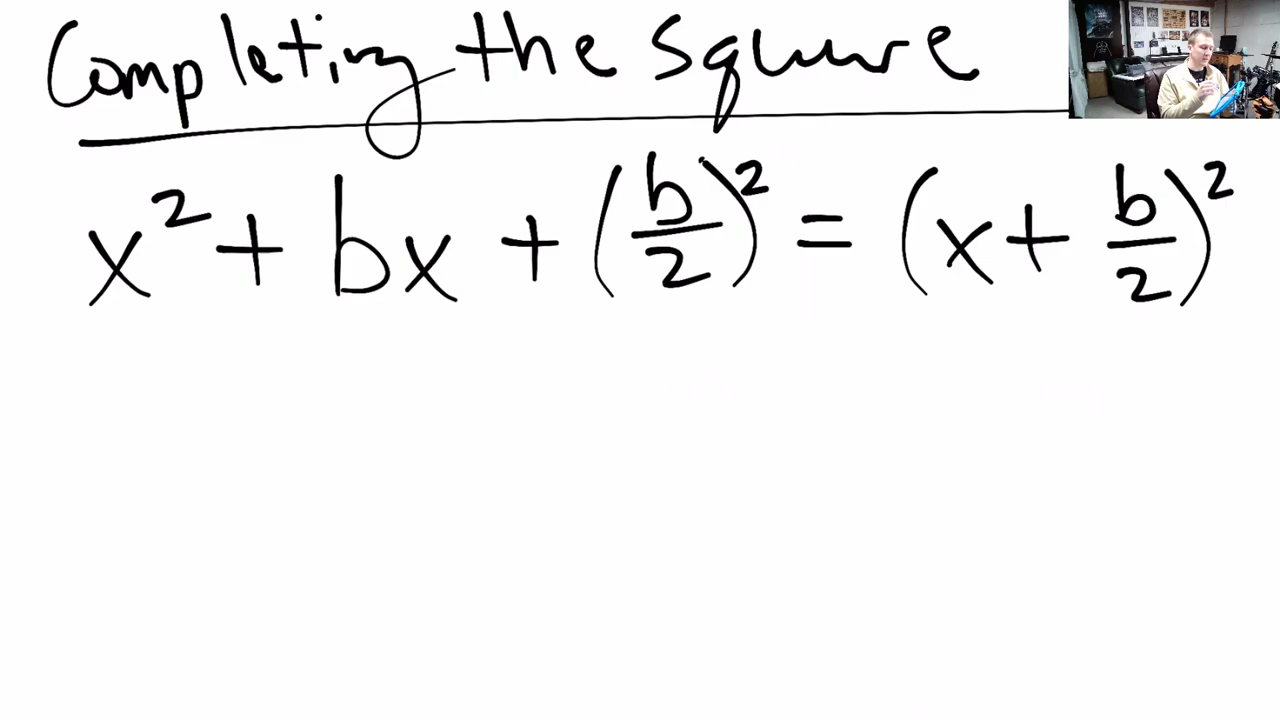 Completing the square
x² + bx + (b/2)² = (x + b/2)²